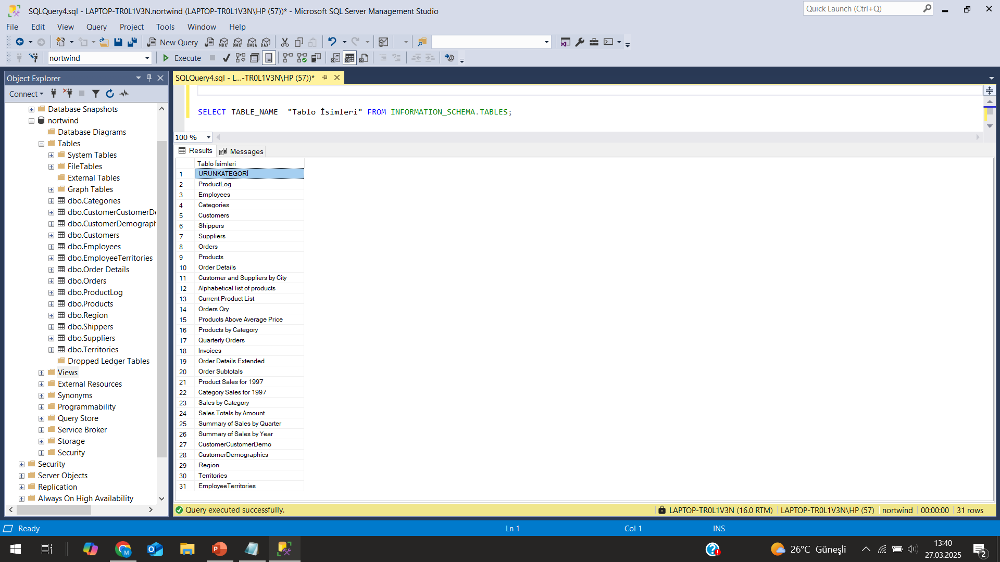 SQLQuery4.sql - LAPTOP-TR0L1V3N.nortwind (LAPTOP-TR0L1V3N\HP (57))* - Microsoft SQL Server Management Studio
Quick Launch (Ctrl+Q)
File Edit View Query Project Tools Window Help
New Query MDX DMX XMLA DAX
nortwind Execute
Object Explorer
SQLQuery4.sql - L...-TR0L1V3N\HP (57))*
Connect
Database Snapshots
nortwind
Database Diagrams
Tables
System Tables
FileTables
External Tables
Graph Tables
dbo.Categories
dbo.CustomerCustomerDe
dbo.CustomerDemograph
dbo.Customers
dbo.Employees
dbo.EmployeeTerritories
dbo.Order Details
dbo.Orders
dbo.ProductLog
dbo.Products
dbo.Region
dbo.Shippers
dbo.Suppliers
dbo.Territories
Dropped Ledger Tables
Views
External Resources
Synonyms
Programmability
Query Store
Service Broker
Storage
Security
Security
Server Objects
Replication
Always On High Availability
SELECT TABLE_NAME "Tablo İsimleri" FROM INFORMATION_SCHEMA.TABLES;
100 %
Results Messages
Tablo İsimleri
1 URUNKATEGORİ
2 ProductLog
3 Employees
4 Categories
5 Customers
6 Shippers
7 Suppliers
8 Orders
9 Products
10 Order Details
11 Customer and Suppliers by City
12 Alphabetical list of products
13 Current Product List
14 Orders Qry
15 Products Above Average Price
16 Products by Category
17 Quarterly Orders
18 Invoices
19 Order Details Extended
20 Order Subtotals
21 Product Sales for 1997
22 Category Sales for 1997
23 Sales by Category
24 Sales Totals by Amount
25 Summary of Sales by Quarter
26 Summary of Sales by Year
27 CustomerCustomerDemo
28 CustomerDemographics
29 Region
30 Territories
31 EmployeeTerritories
Query executed successfully. LAPTOP-TR0L1V3N (16.0 RTM) LAPTOP-TR0L1V3N\HP (57) nortwind 00:00:00 31 rows
Ready Ln 1 Col 1 INS
26°C Güneşli
13:40
27.03.2025
2